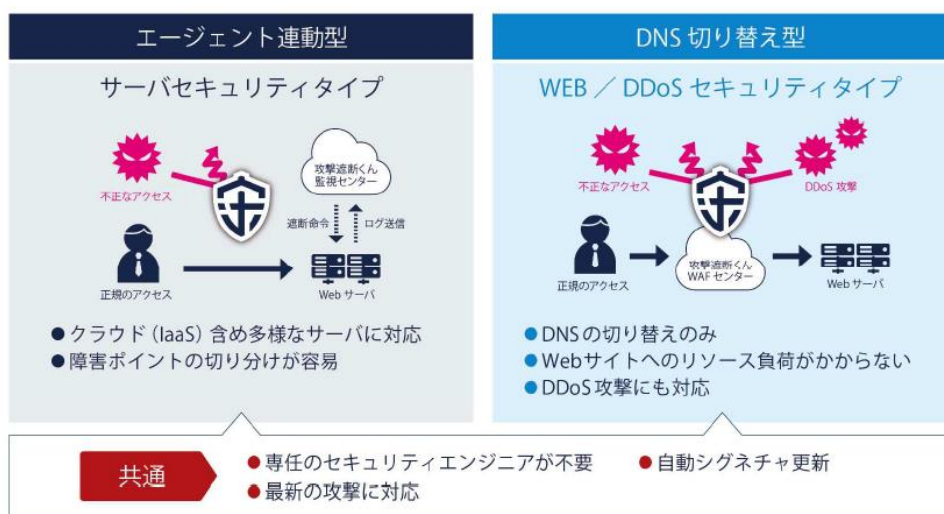 エージェント連動型
サーバセキュリティタイプ
不正なアクセス
攻撃遮断くん
監視センター
遮断命令
ログ送信
正規のアクセス
Web サーバ
●クラウド（IaaS）含め多様なサーバに対応
●障害ポイントの切り分けが容易
DNS 切り替え型
WEB ／ DDoS セキュリティタイプ
不正なアクセス
DDoS 攻撃
正規のアクセス
攻撃遮断くん
WAF センター
Web サーバ
●DNSの切り替えのみ
●Webサイトへのリソース負荷がかからない
●DDoS攻撃にも対応
共通
●専任のセキュリティエンジニアが不要
●自動シグネチャ更新
●最新の攻撃に対応